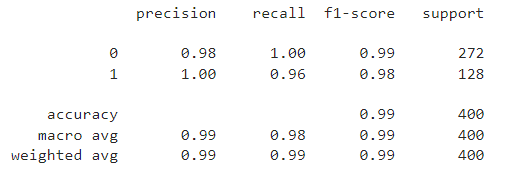 precision recall f1-score support
0 0.98 1.00 0.99 272
1 1.00 0.96 0.98 128
accuracy 0.99 400
macro avg 0.99 0.98 0.99 400
weighted avg 0.99 0.99 0.99 400